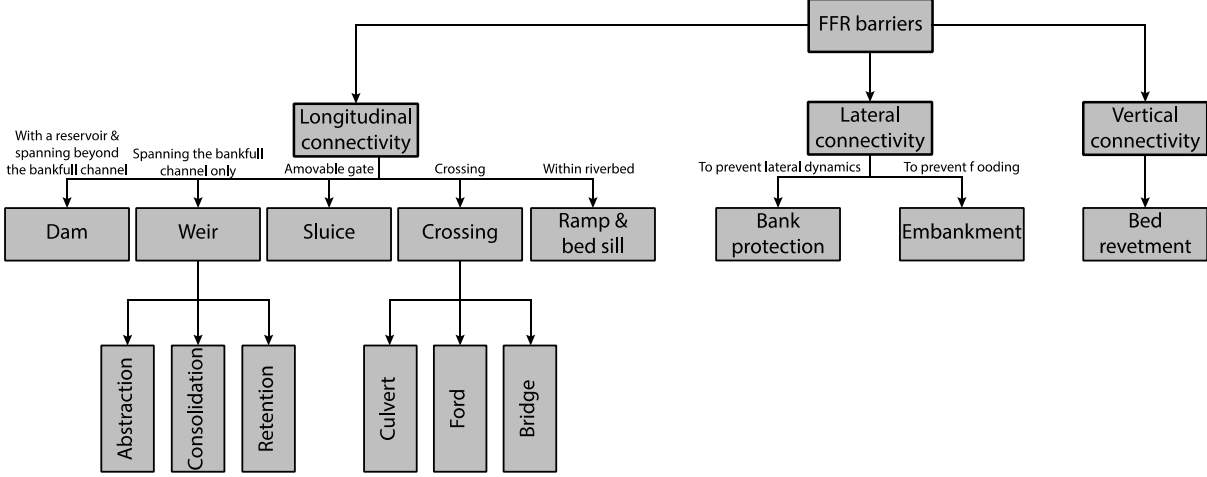 FFR barriers
Longitudinal
connectivity
Lateral
connectivity
Vertical
connectivity
With a reservoir &
spanning beyond
the bankfull channel
Spanning the bankfull
channel only
Amovable gate
Crossing
Within riverbed
To prevent lateral dynamics
To prevent f ooding
Dam
Weir
Sluice
Crossing
Ramp &
bed sill
Bank
protection
Embankment
Bed
revetment
Abstraction
Consolidation
Retention
Culvert
Ford
Bridge